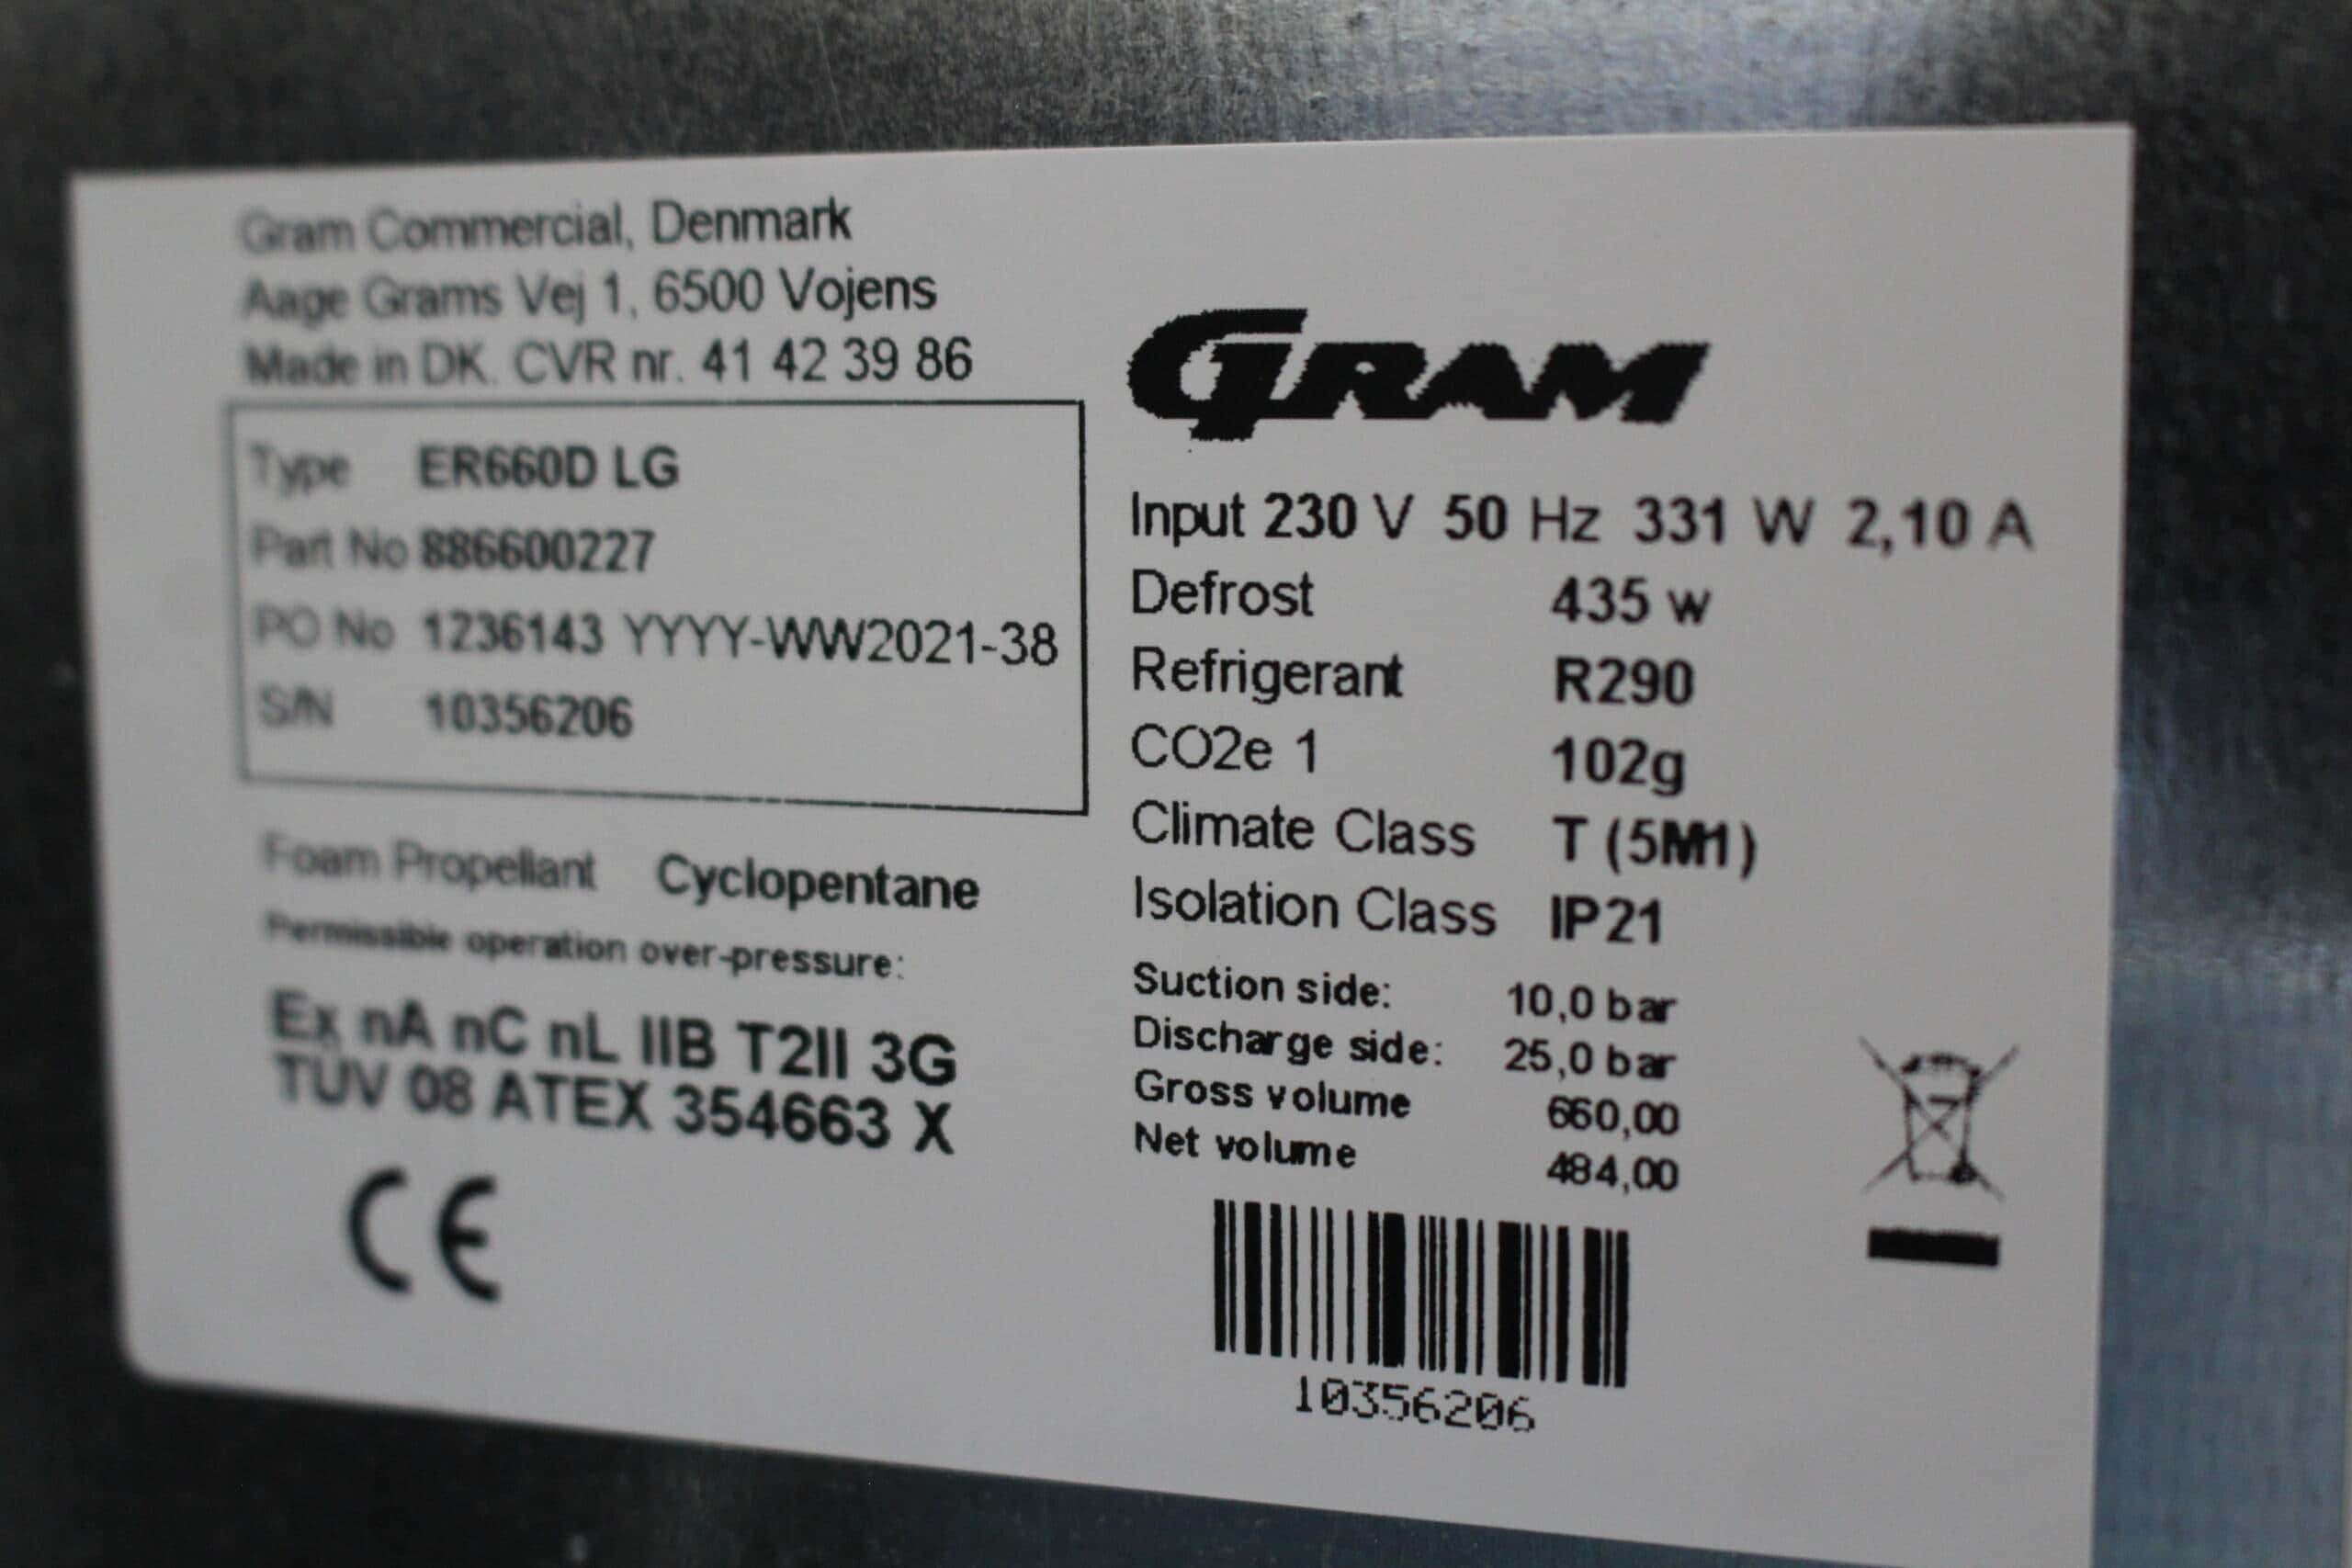 Gram Commercial, Denmark
Aage Grams Vej 1, 6500 Vojens
Made in DK. CVR nr. 41 42 39 86
Type ER660D LG
Part No 886600227
PO No 1236143 YYYY-WW2021-38
S/N 10356206
Foam Propellant Cyclopentane
Permissible operation over-pressure:
Ex nA nC nL IIB T2II 3G
TÜV 08 ATEX 354663 X
CE
GRAM
Input 230 V 50 Hz 331 W 2,10 A
Defrost 435 w
Refrigerant R290
CO2e 1 102g
Climate Class T (5M1)
Isolation Class IP21
Suction side: 10,0 bar
Discharge side: 25,0 bar
Gross volume 660,00
Net volume 484,00
10356206